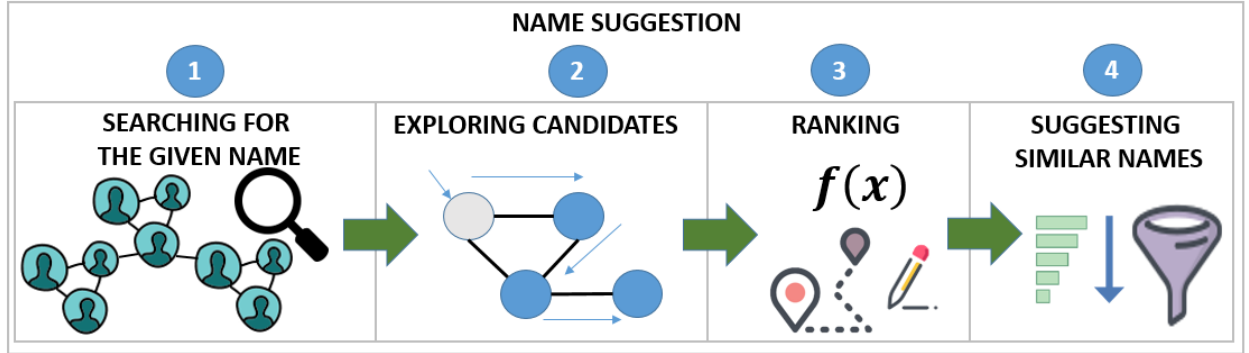 NAME SUGGESTION
1
2
3
4
SEARCHING FOR
THE GIVEN NAME
EXPLORING CANDIDATES
RANKING
f(x)
SUGGESTING
SIMILAR NAMES